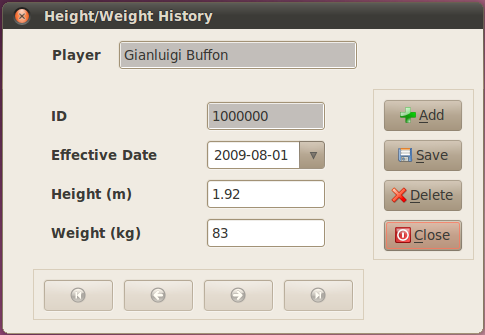 Height/Weight History
Player Gianluigi Buffon
ID 1000000
Add
Effective Date 2009-08-01
Save
Height (m) 1.92
Delete
Weight (kg) 83
Close